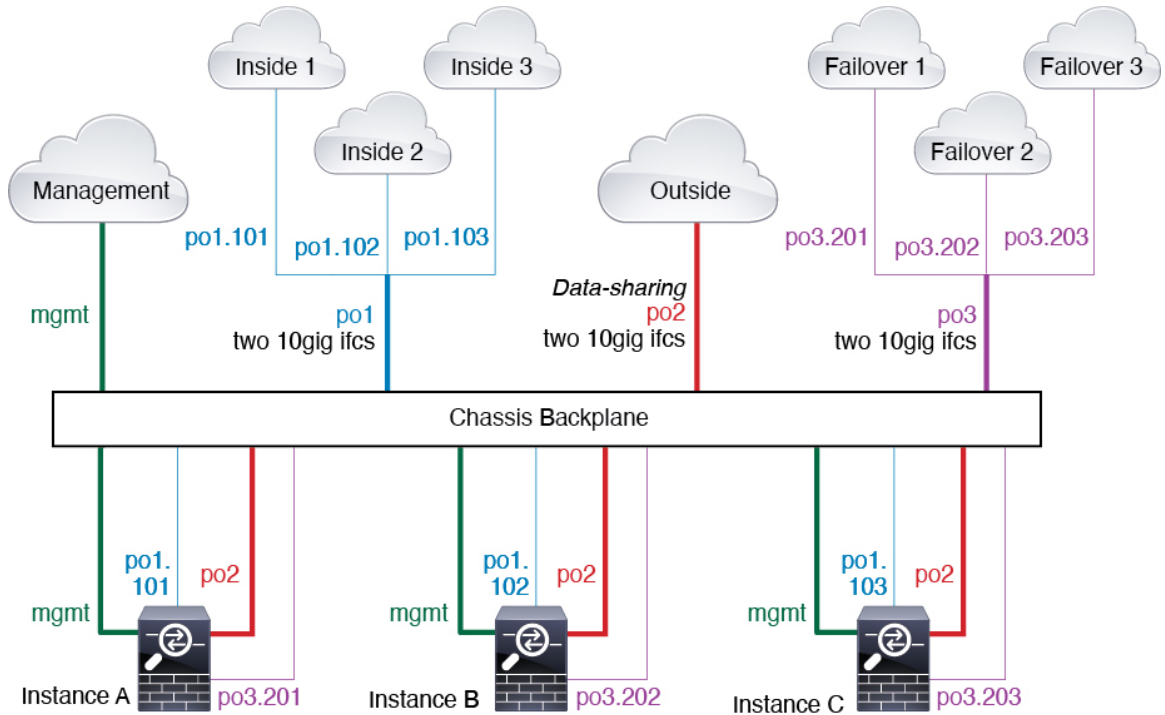 Inside 1
Inside 3
Failover 1
Failover 3
Inside 2
Failover 2
Management
Outside
po1.101
po1.102
po1.103
po3.201
po3.202
po3.203
mgmt
po1
two 10gig ifcs
Data-sharing
po2
two 10gig ifcs
po3
two 10gig ifcs
Chassis Backplane
po1.
101
po2
mgmt
Instance A
po3.201
po1.
102
po2
mgmt
Instance B
po3.202
po1.
103
po2
mgmt
Instance C
po3.203